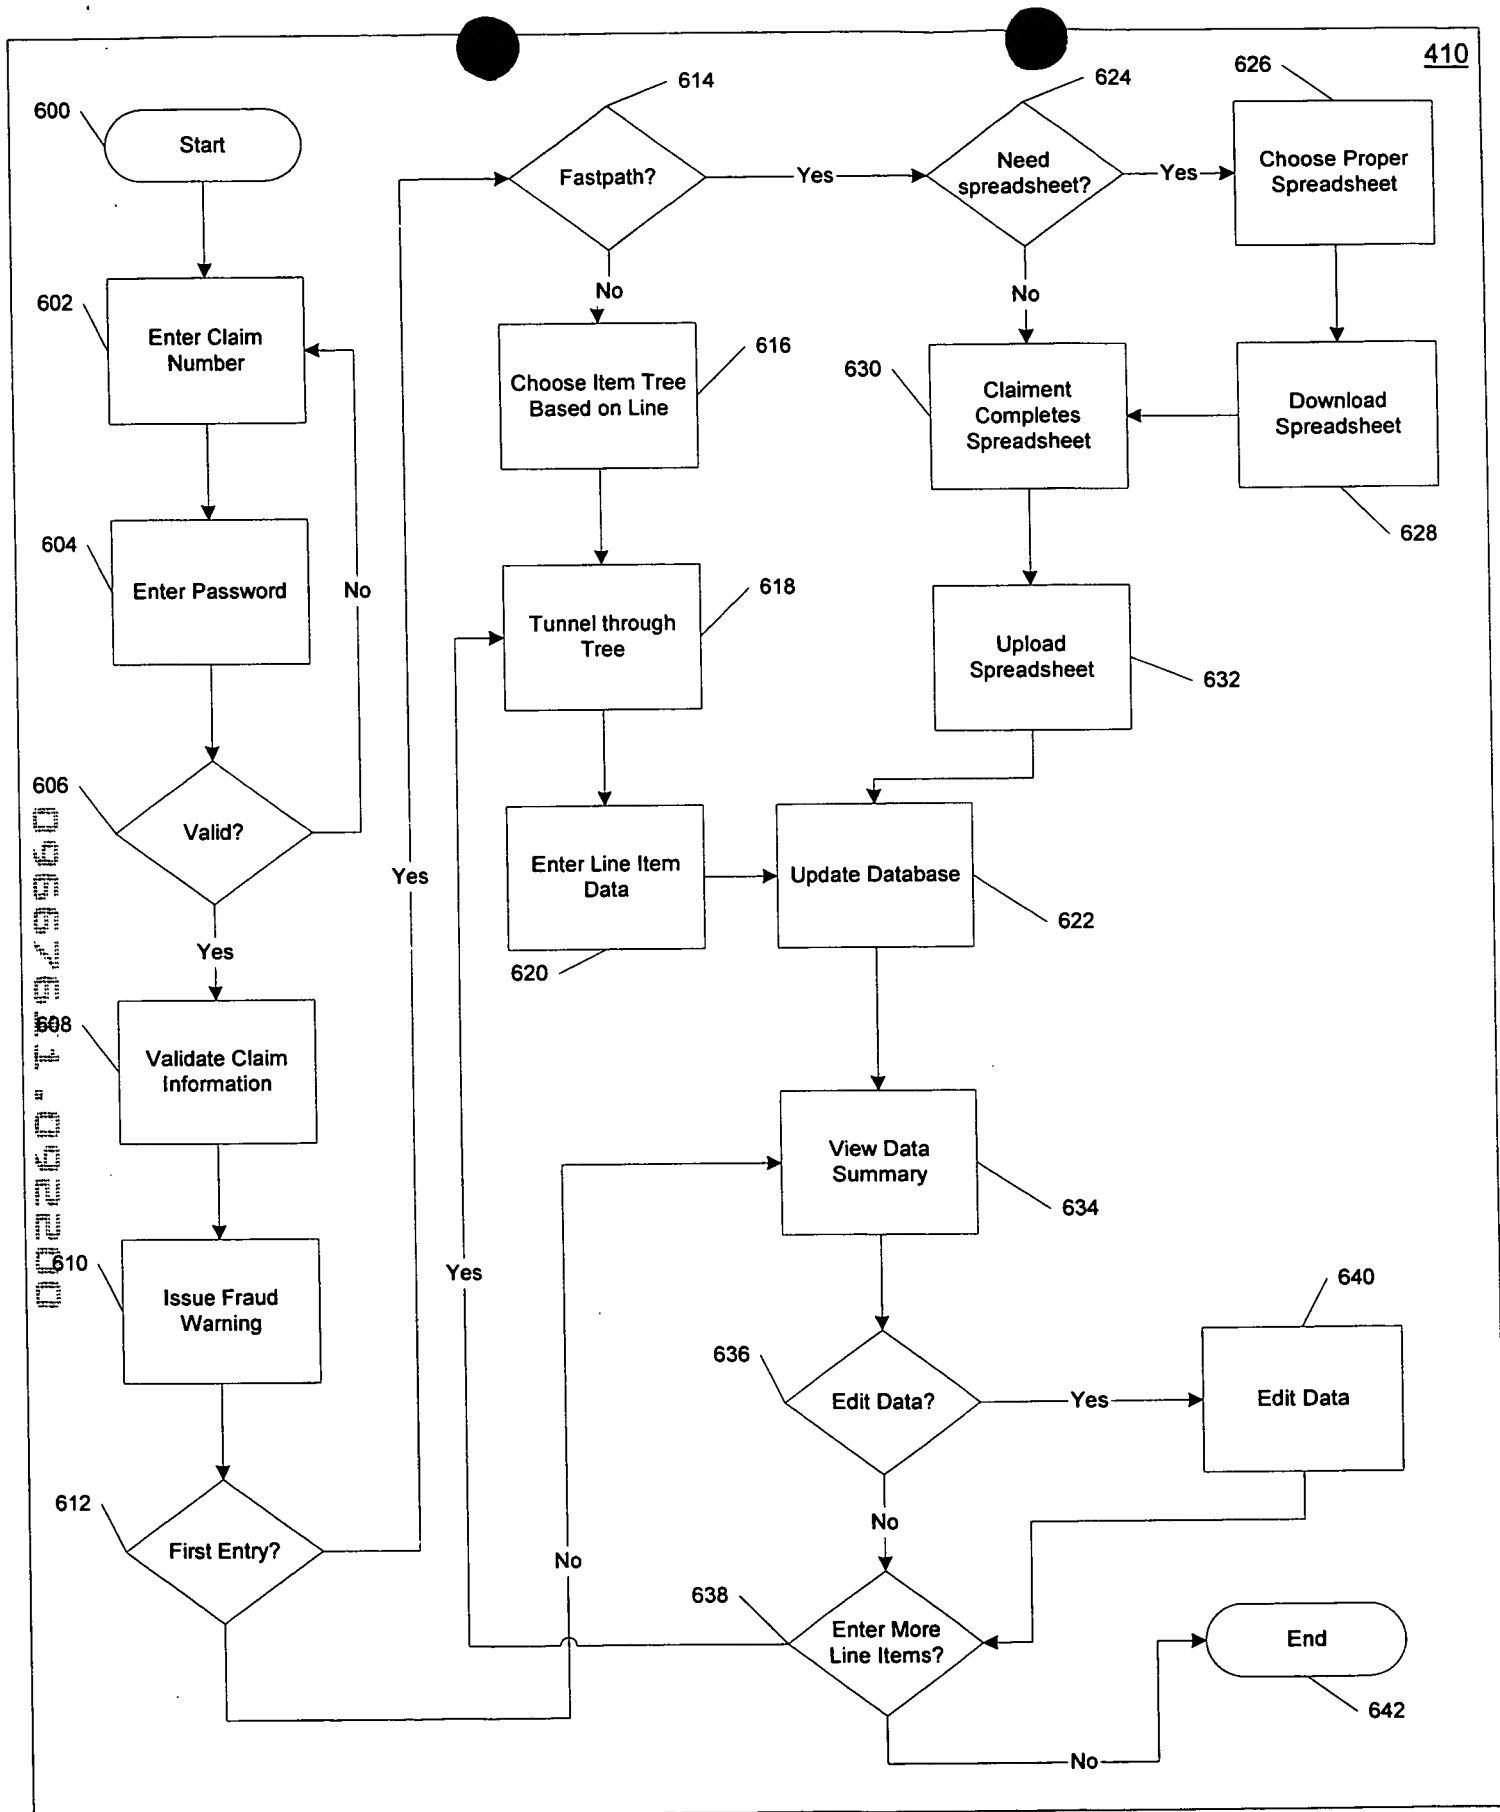 410
600
Start
602
Enter Claim
Number
604
Enter Password
No
606
Valid?
Yes
608
Validate Claim
Information
610
Issue Fraud
Warning
612
First Entry?
Yes
No
614
Fastpath?
Yes
No
616
Choose Item Tree
Based on Line
618
Tunnel through
Tree
620
Enter Line Item
Data
622
Update Database
624
Need
spreadsheet?
Yes
No
626
Choose Proper
Spreadsheet
628
Download
Spreadsheet
630
Claiment
Completes
Spreadsheet
632
Upload
Spreadsheet
634
View Data
Summary
636
Edit Data?
Yes
No
640
Edit Data
638
Enter More
Line Items?
Yes
No
End
642
09667611.092200